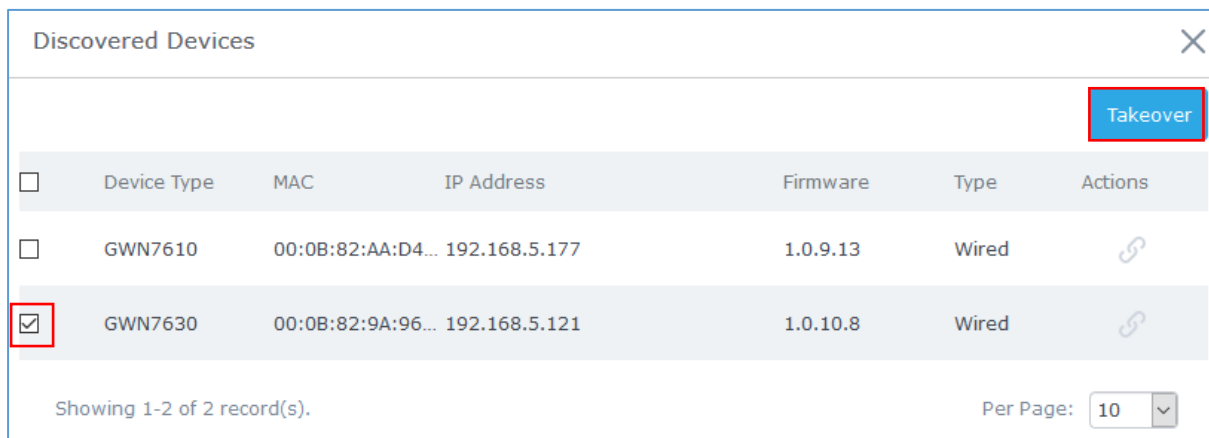 Discovered Devices
Takeover
Device Type MAC IP Address Firmware Type Actions
GWN7610 00:0B:82:AA:D4... 192.168.5.177 1.0.9.13 Wired
GWN7630 00:0B:82:9A:96... 192.168.5.121 1.0.10.8 Wired
Showing 1-2 of 2 record(s). Per Page: 10